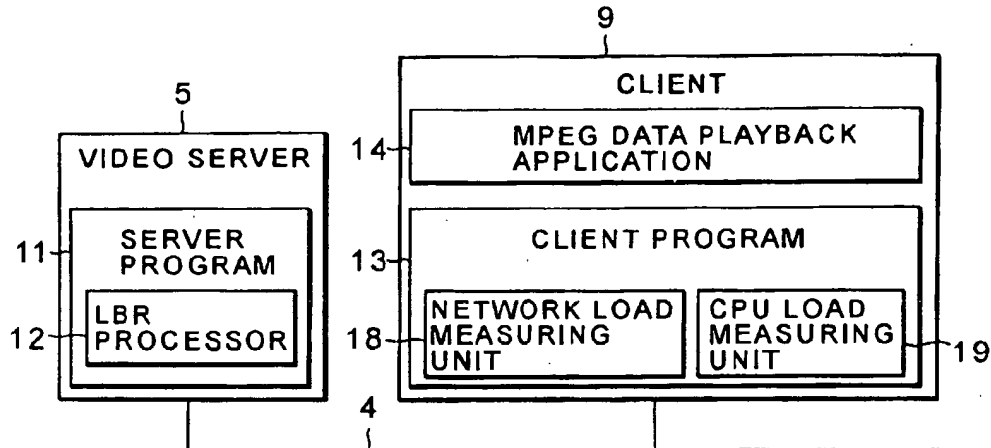 9
CLIENT
5
VIDEO SERVER
14
MPEG DATA PLAYBACK
APPLICATION
11
SERVER
PROGRAM
13
CLIENT PROGRAM
12
LBR
PROCESSOR
18
NETWORK LOAD
MEASURING
UNIT
CPU LOAD
MEASURING
UNIT
19
4